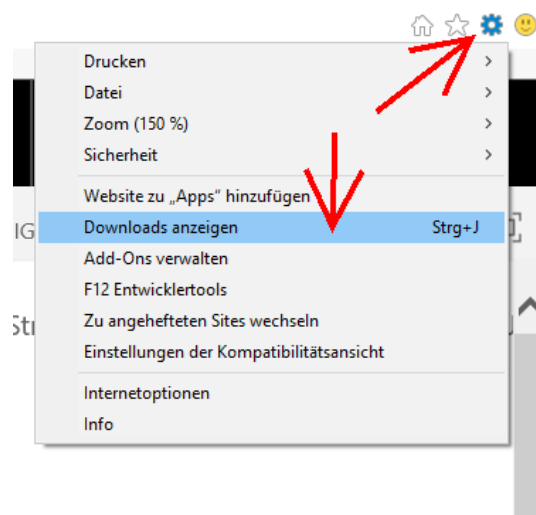 Drucken
Datei
Zoom (150 %)
Sicherheit
Website zu „Apps“ hinzufügen
IG
Downloads anzeigen Strg+J
Add-Ons verwalten
F12 Entwicklertools
Zu angehefteten Sites wechseln
Einstellungen der Kompatibilitätsansicht
Internetoptionen
Info